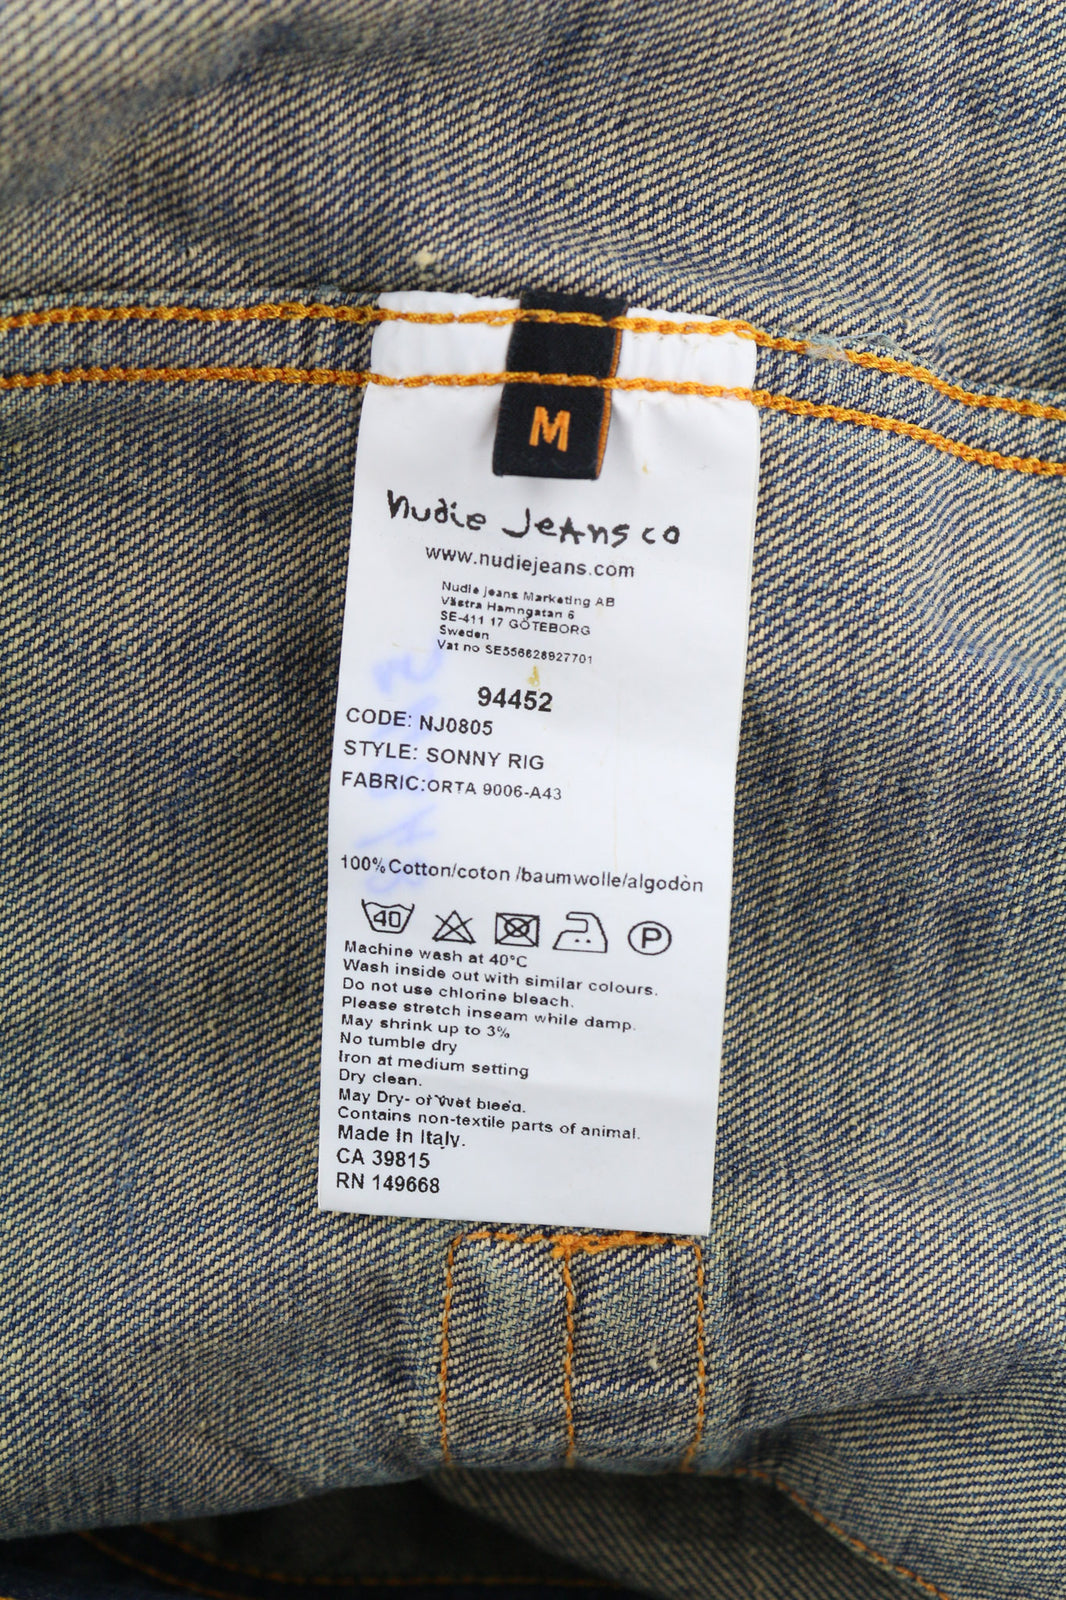 M
nudie Jeans co
www.nudiejeans.com
Nudie jeans Marketing AB
Västra Hamngatan 6
SE-411 17 GÖTEBORG
Sweden
Vat no SE556628927701
94452
CODE: NJ0805
STYLE: SONNY RIG
FABRIC:ORTA 9006-A43
100%Cotton/coton /baumwolle/algodòn
40 P
Machine wash at 40°C
Wash inside out with similar colours.
Do not use chlorine bleach.
Please stretch inseam while damp.
May shrink up to 3%
No tumble dry
Iron at medium setting
Dry clean.
May Dry- or Wet bleed.
Contains non-textile parts of animal.
Made In Italy.
CA 39815
RN 149668